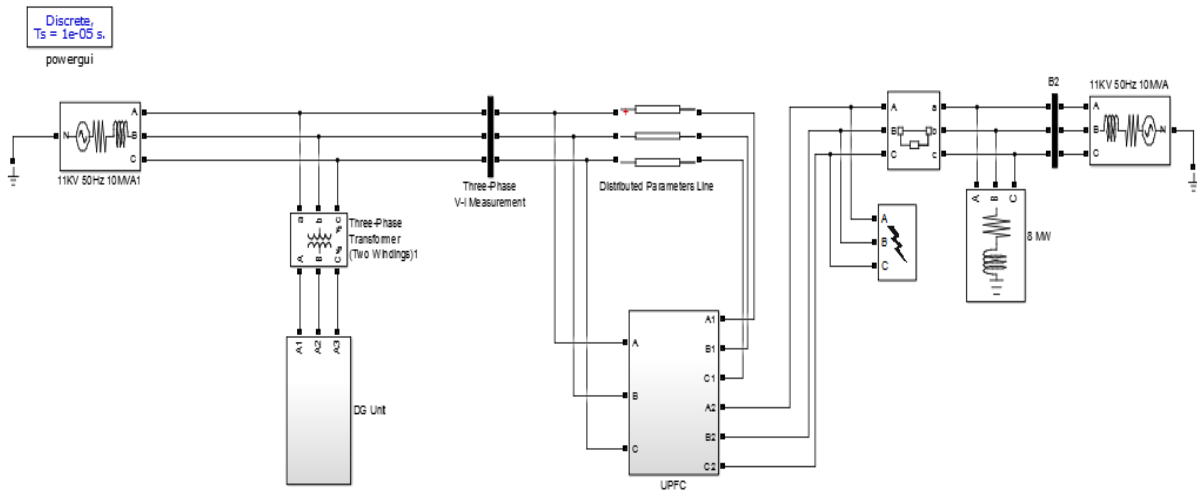 Discrete,
Ts = 1e-05 s.
powergui
N
A
B
C
11KV 50Hz 10MVA1
Three-Phase
V-I Measurement
Distributed Parameters Line
a b c
A B C
Three-Phase
Transformer
(Two Windings)1
A1 A2 A3
DG Unit
A
B
C
A1
B1
C1
A2
B2
C2
UPFC
A
B
C
a
b
c
A
B
C
A B C
8 MW
B2
11KV 50Hz 10MVA
A
B
C
N